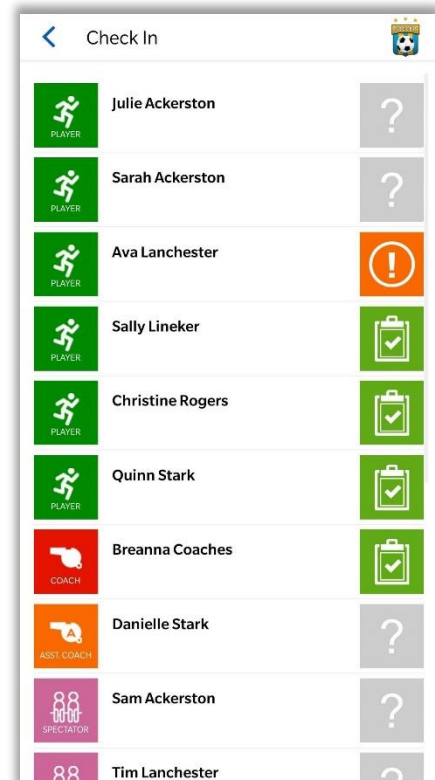 Check In
Julie Ackerston
PLAYER
?
Sarah Ackerston
PLAYER
?
Ava Lanchester
PLAYER
!
Sally Lineker
PLAYER
Christine Rogers
PLAYER
Quinn Stark
PLAYER
Breanna Coaches
COACH
Danielle Stark
A
ASST. COACH
?
Sam Ackerston
SPECTATOR
?
Tim Lanchester
?